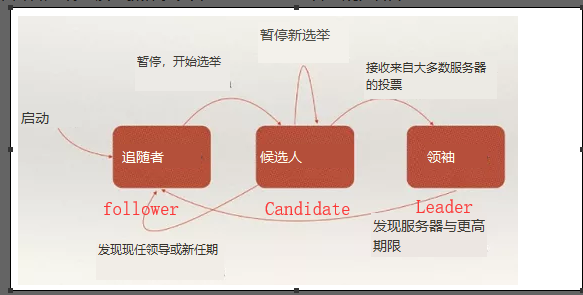 暂停新选举
暂停，开始选举
接收来自大多数服务器
的投票
启动
追随者
候选人
领袖
follower
Candidate
Leader
发现服务器与更高
期限
发现现任领导或新任期